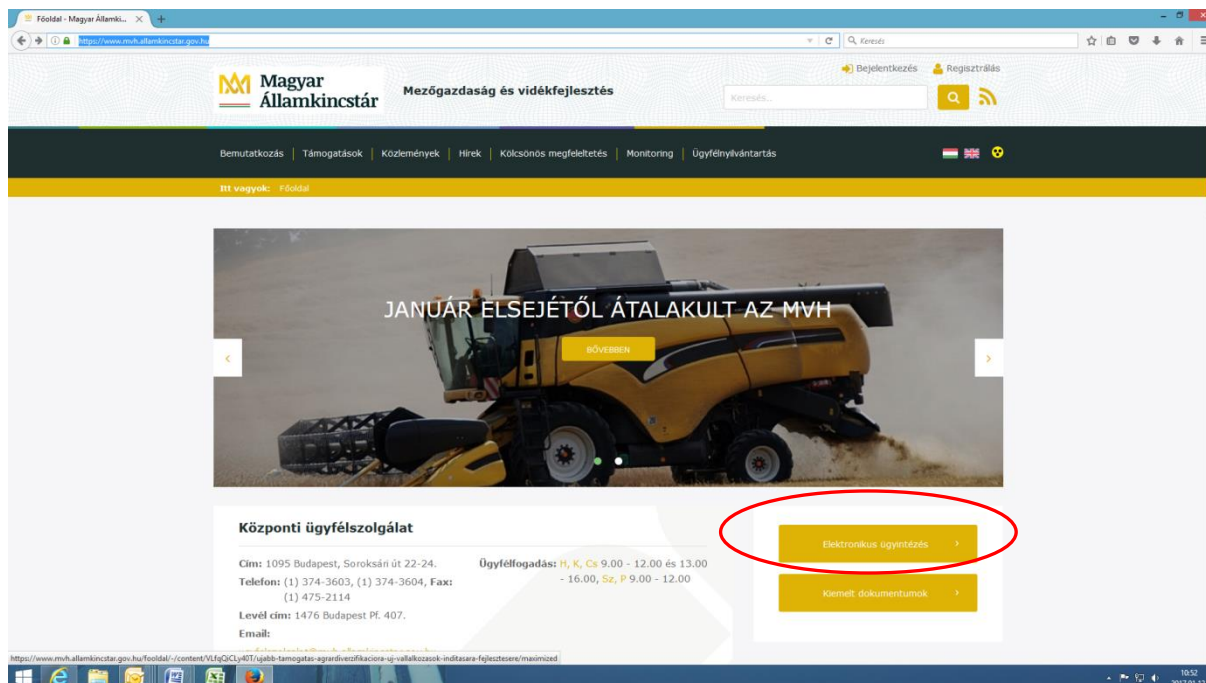 Főoldal - Magyar Államki...
https://www.mvh.allamkincstar.gov.hu
Keresés
Bejelentkezés Regisztrálás
Magyar
Államkincstár
Mezőgazdaság és vidékfejlesztés
Keresés...
Bemutatkozás | Támogatások | Közlemények | Hírek | Kölcsönös megfeleltetés | Monitoring | Ügyfélnyilvántartás
Itt vagyok: Főoldal
JANUÁR ELSEJÉTŐL ÁTALAKULT AZ MVH
BŐVEBBEN
Központi ügyfélszolgálat
Cím: 1095 Budapest, Soroksári út 22-24.
Telefon: (1) 374-3603, (1) 374-3604, Fax:
(1) 475-2114
Levél cím: 1476 Budapest Pf. 407.
Email:
Ügyfélfogadás: H, K, Cs 9.00 - 12.00 és 13.00
- 16.00, Sz, P 9.00 - 12.00
Elektronikus ügyintézés
Kiemelt dokumentumok
https://www.mvh.allamkincstar.gov.hu/fooldal/-/content/VLfqQiCLy40T/ujabb-tamogatas-agrardiverzifikaciora-uj-vallalkozasok-inditasara-fejlesztesere/maximized
10:52